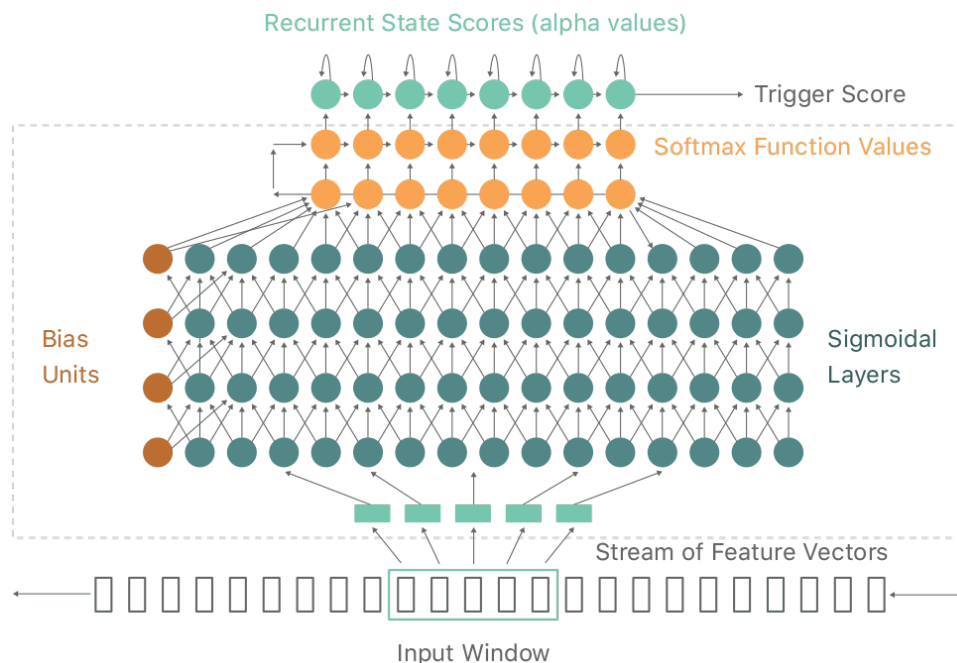 Recurrent State Scores (alpha values)
Trigger Score
Softmax Function Values
Bias
Units
Sigmoidal
Layers
Stream of Feature Vectors
Input Window